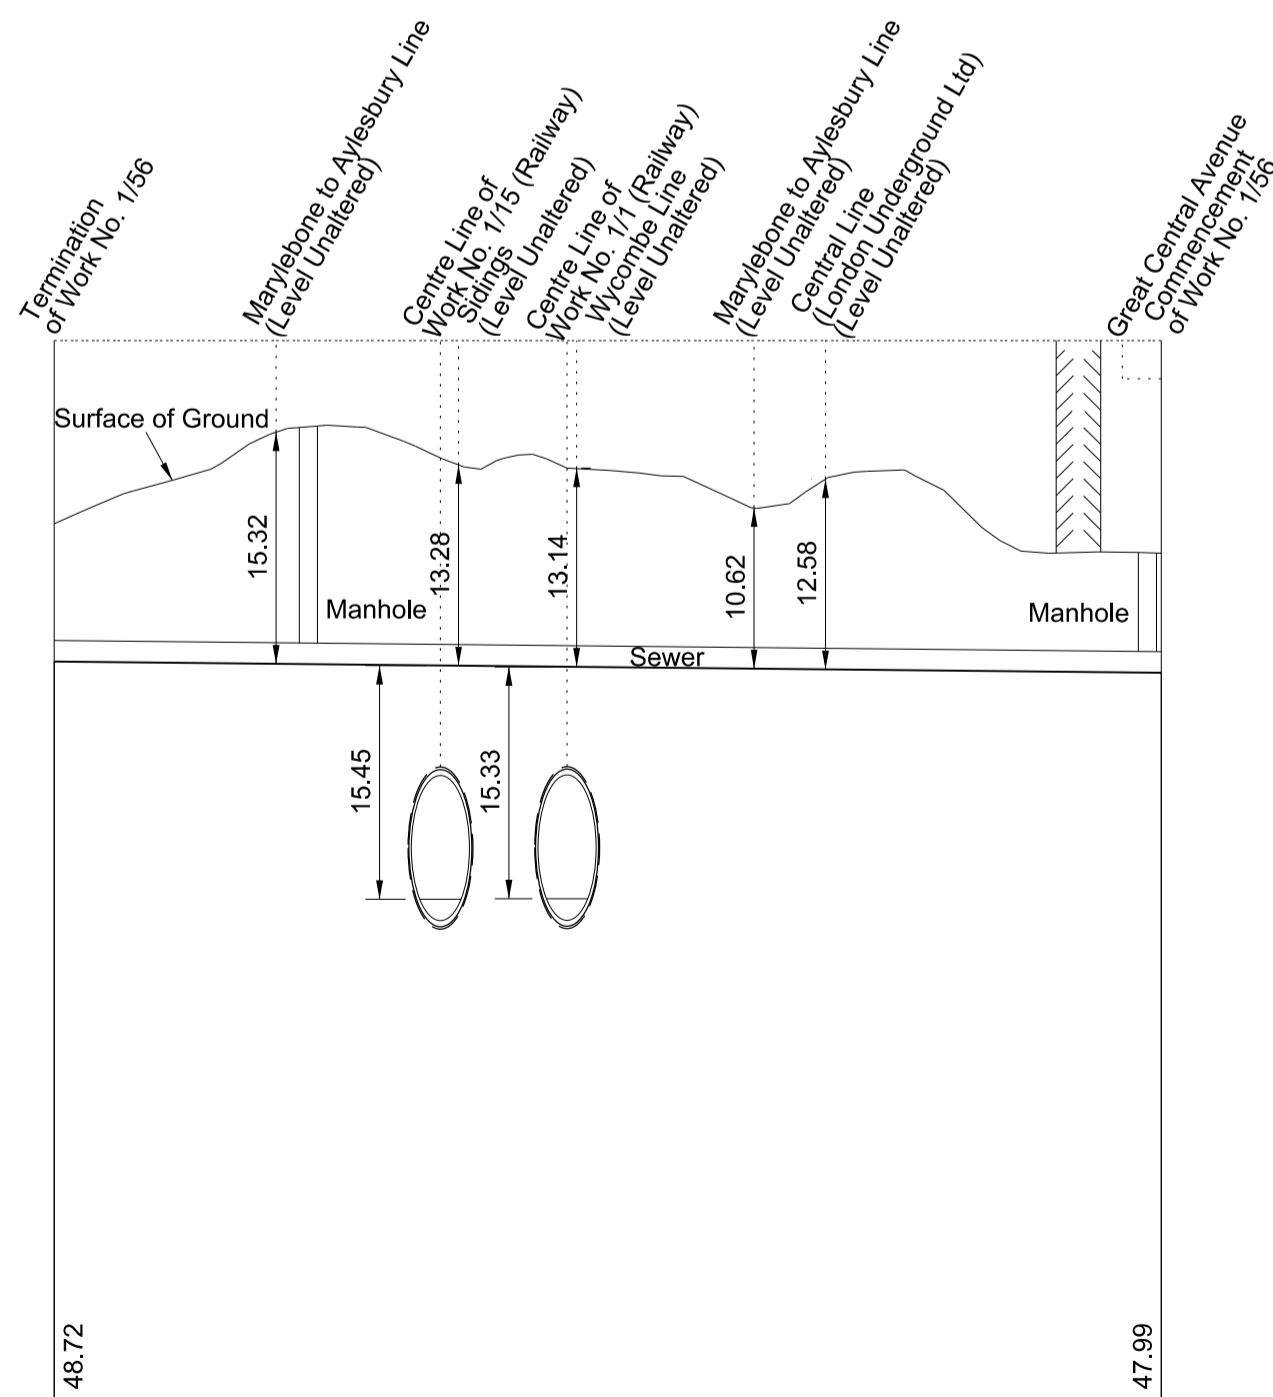 Termination
of Work No. 1/56
Marylebone to Aylesbury Line
(Level Unaltered)
Centre Line of
Work No. 1/15 (Railway)
Sidings
(Level Unaltered)
Centre Line of
Work No. 1/1 (Railway)
Wycombe Line
(Level Unaltered)
Marylebone to Aylesbury Line
(Level Unaltered)
Central Line
(London Underground Ltd)
(Level Unaltered)
Great Central Avenue
Commencement
of Work No. 1/56
Surface of Ground
15.32
13.28
13.14
10.62
12.58
Manhole
Manhole
Sewer
15.45
15.33
48.72
47.99